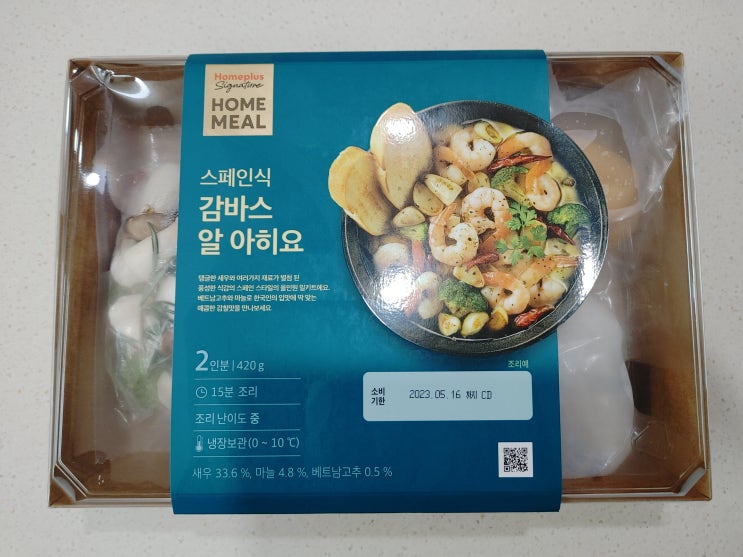 Homeplus
Signature
HOME
MEAL
스페인식
감바스
알 아히요
탱글한 새우와 여러가지 재료가 별첨 된
풍성한 식감의 스페인 스타일의 올인원 밀키트에요.
베트남고추와 마늘로 한국인의 입맛에 딱 맞는
매콤한 감칠맛을 만나보세요
2인분 | 420 g
15분 조리
조리 난이도 중
냉장보관(0 ~ 10 ℃)
새우 33.6 %, 마늘 4.8 %, 베트남고추 0.5 %
조리예
소비
기한
2023.05.16 까지 CD